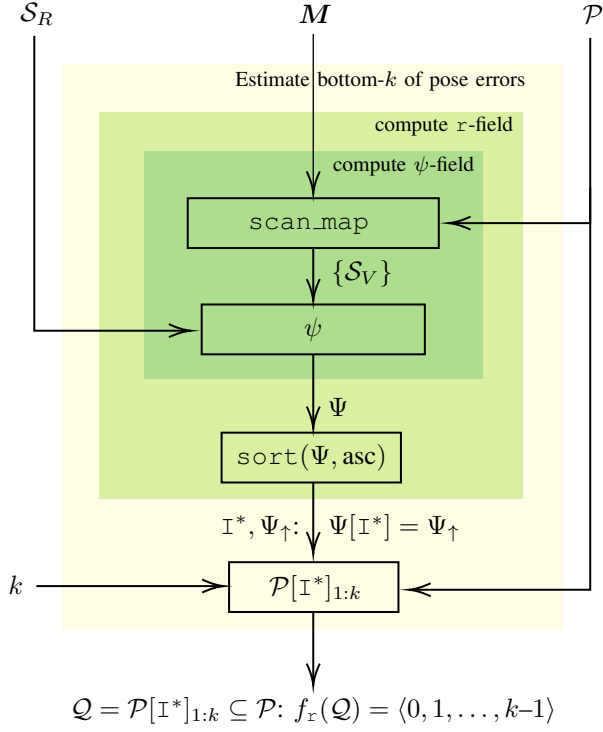 𝒮_R M 𝒫
Estimate bottom-k of pose errors
compute r-field
compute ψ-field
scan_map
{𝒮_V}
ψ
Ψ
sort(Ψ, asc)
I*, Ψ↑: Ψ[I*] = Ψ↑
k 𝒫[I*]_{1:k}
𝒬 = 𝒫[I*]_{1:k} ⊆ 𝒫: f_r(𝒬) = ⟨0, 1, . . . , k–1⟩